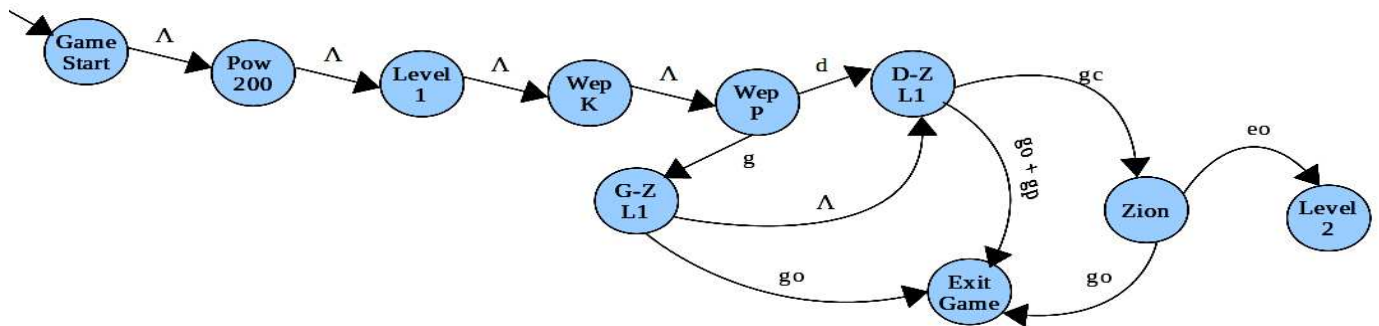 Game
Start
Λ
Pow
200
Λ
Level
1
Λ
Wep
K
Λ
Wep
P
d
D-Z
L1
gc
g
G-Z
L1
Λ
go + gp
go
Exit
Game
go
Zion
eo
Level
2